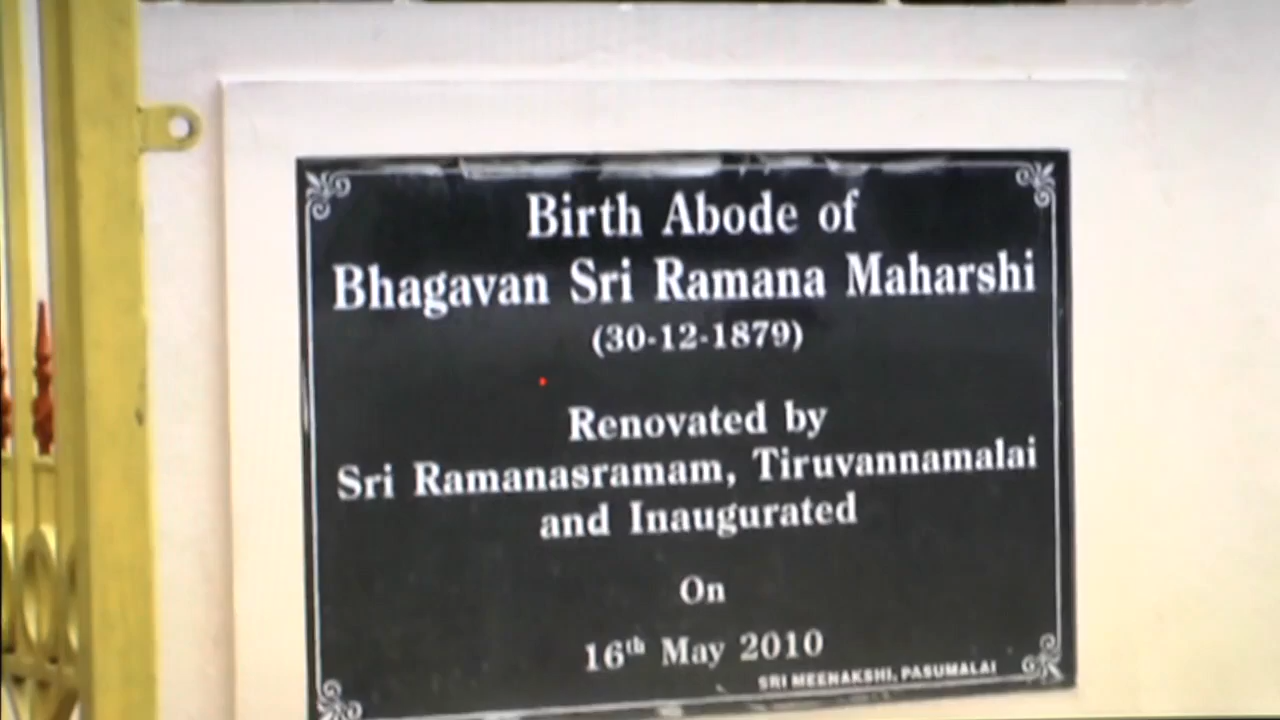 Birth Abode of
Bhagavan Sri Ramana Maharshi
(30-12-1879)
Renovated by
Sri Ramanasramam, Tiruvannamalai
and Inaugurated
On
16th May 2010
SRI MEENAKSHI, PASUMALAI